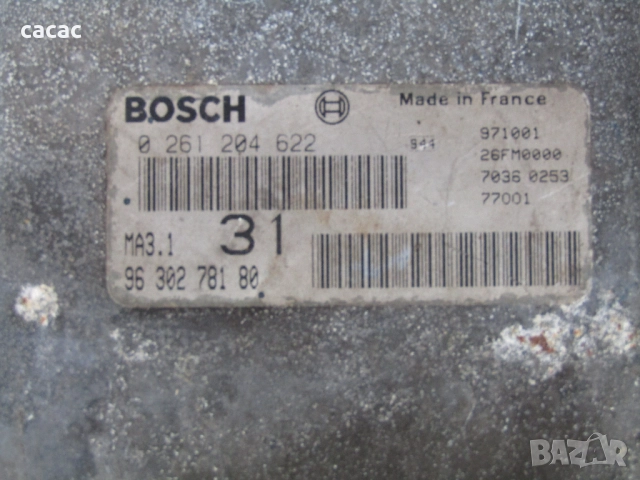 cacac
BOSCH
Made in France
0 261 204 622
944
971001
26FM0000
7036 0253
77001
MA3.1
31
96 302 781 80
BAZAR